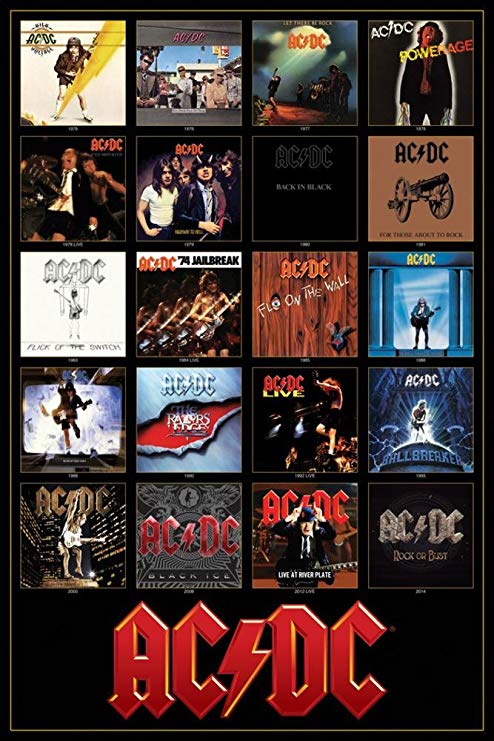 HIGH
AC⚡DC
VOLTAGE
1976
AC⚡DC
1976
LET THERE BE ROCK
AC⚡DC
1977
AC⚡DC
POWERAGE
1978
AC⚡DC
1978 LIVE
AC⚡DC
HIGHWAY TO HELL
1979
AC⚡DC
BACK IN BLACK
1980
AC⚡DC
FOR THOSE ABOUT TO ROCK
1981
AC⚡DC
FLICK OF THE SWITCH
1983
AC⚡DC '74 JAILBREAK
1984 LIVE
AC⚡DC
FLY ON THE WALL
1985
AC⚡DC
1988
1988
AC⚡DC
THE
RAZORS
EDGE
1990
AC⚡DC
LIVE
1992 LIVE
AC⚡DC
BALLBREAKER
1995
AC⚡DC
2000
AC⚡DC
BLACK ICE
2008
AC⚡DC
LIVE AT RIVER PLATE
2012 LIVE
AC⚡DC
ROCK OR BUST
2014
AC⚡DC